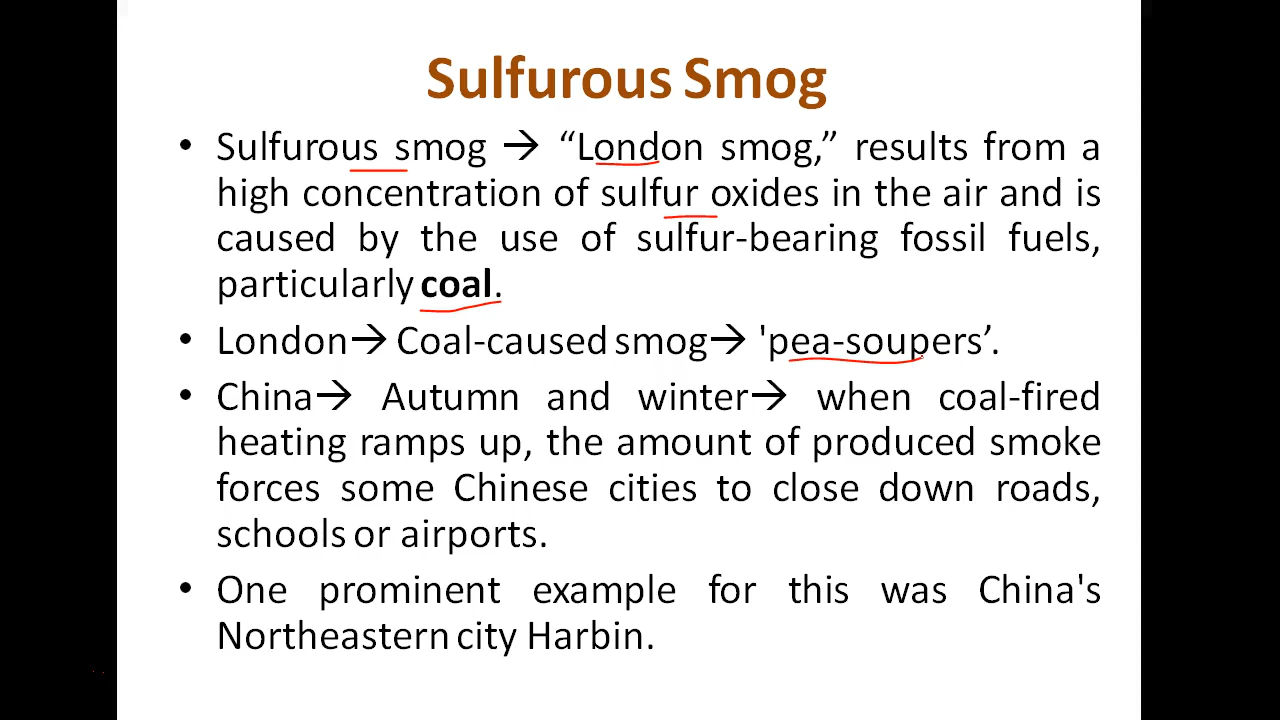 Sulfurous Smog
• Sulfurous smog → “London smog,” results from a
high concentration of sulfur oxides in the air and is
caused by the use of sulfur-bearing fossil fuels,
particularly coal.
• London→ Coal-caused smog→ 'pea-soupers’.
• China→ Autumn and winter→ when coal-fired
heating ramps up, the amount of produced smoke
forces some Chinese cities to close down roads,
schools or airports.
• One prominent example for this was China's
Northeastern city Harbin.